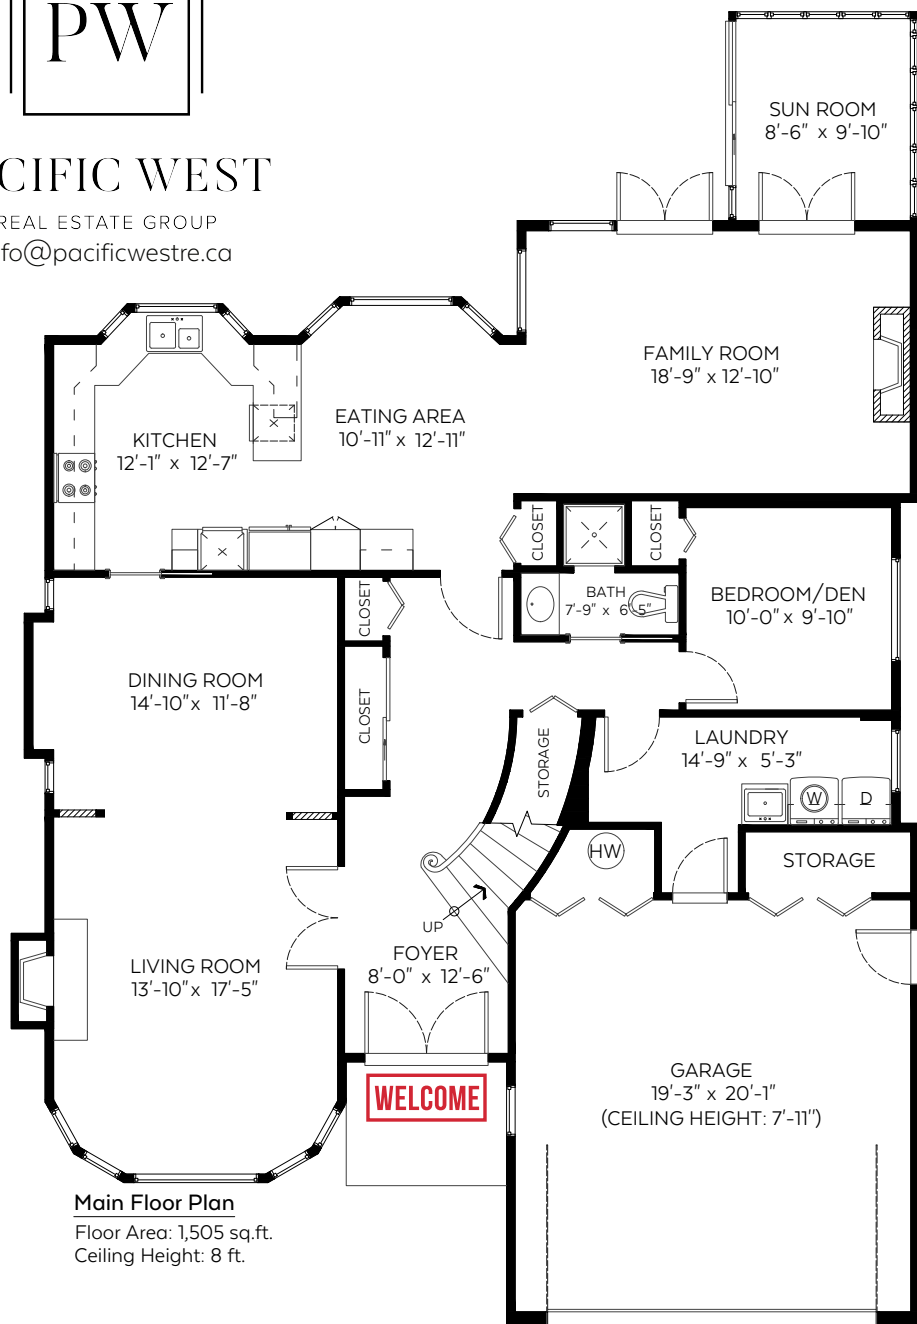 PW
CIFIC WEST
REAL ESTATE GROUP
fo@pacificwestre.ca
SUN ROOM
8'-6" x 9'-10"
FAMILY ROOM
18'-9" x 12'-10"
EATING AREA
10'-11" x 12'-11"
KITCHEN
12'-1" x 12'-7"
CLOSET
CLOSET
BATH
7'-9" x 6'-5"
BEDROOM/DEN
10'-0" x 9'-10"
CLOSET
DINING ROOM
14'-10" x 11'-8"
CLOSET
STORAGE
LAUNDRY
14'-9" x 5'-3"
W
D
HW
STORAGE
UP
FOYER
8'-0" x 12'-6"
LIVING ROOM
13'-10" x 17'-5"
WELCOME
GARAGE
19'-3" x 20'-1"
(CEILING HEIGHT: 7'-11")
Main Floor Plan
Floor Area: 1,505 sq.ft.
Ceiling Height: 8 ft.